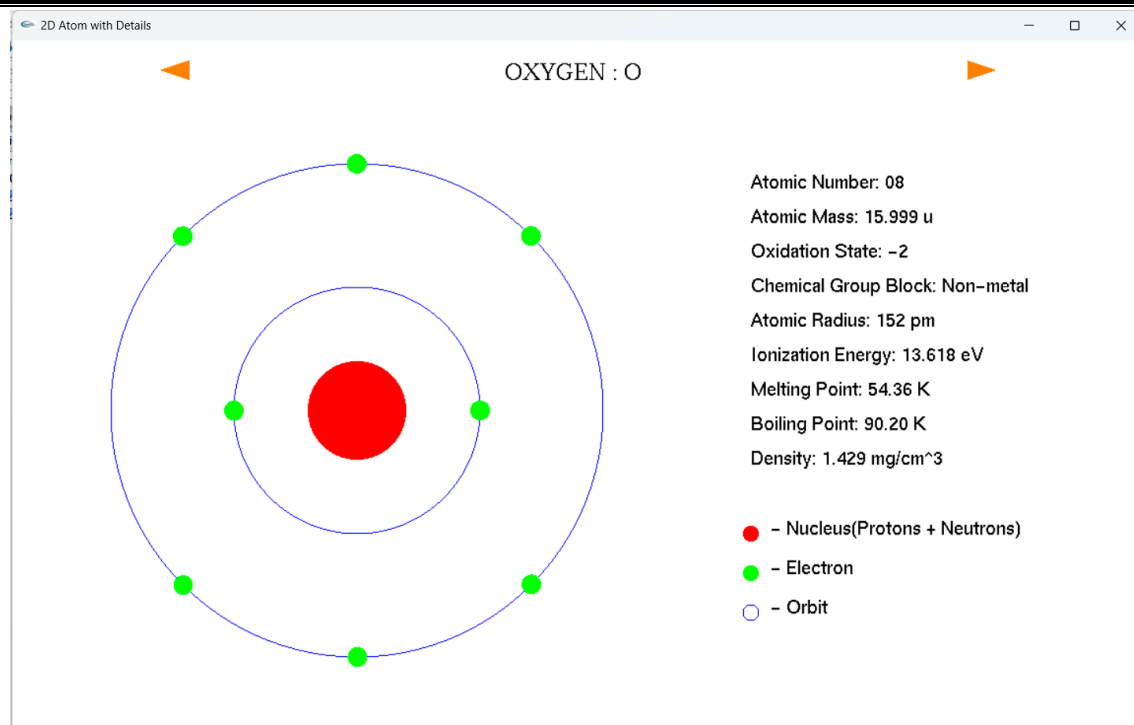 2D Atom with Details
OXYGEN : O
Atomic Number: 08
Atomic Mass: 15.999 u
Oxidation State: -2
Chemical Group Block: Non-metal
Atomic Radius: 152 pm
Ionization Energy: 13.618 eV
Melting Point: 54.36 K
Boiling Point: 90.20 K
Density: 1.429 mg/cm^3
- Nucleus(Protons + Neutrons)
- Electron
- Orbit